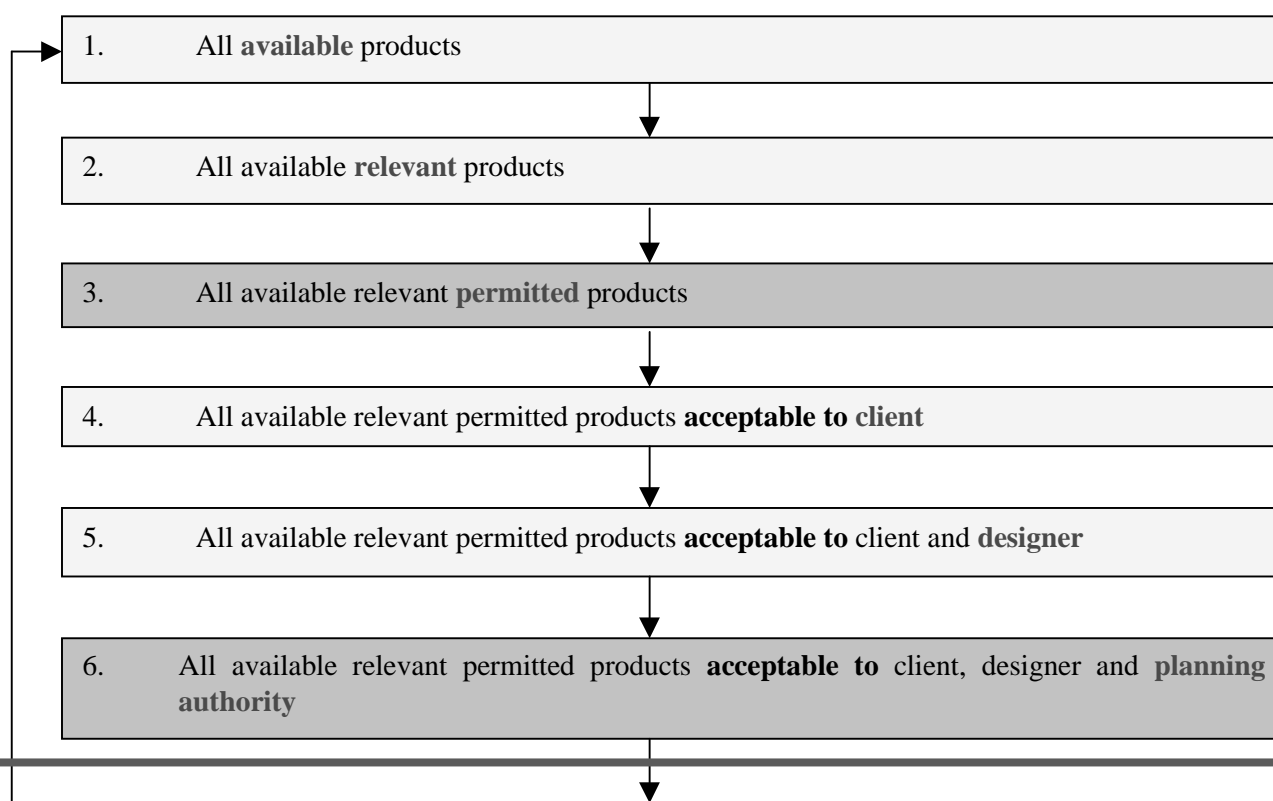 1. All available products
2. All available relevant products
3. All available relevant permitted products
4. All available relevant permitted products acceptable to client
5. All available relevant permitted products acceptable to client and designer
6. All available relevant permitted products acceptable to client, designer and planning
authority